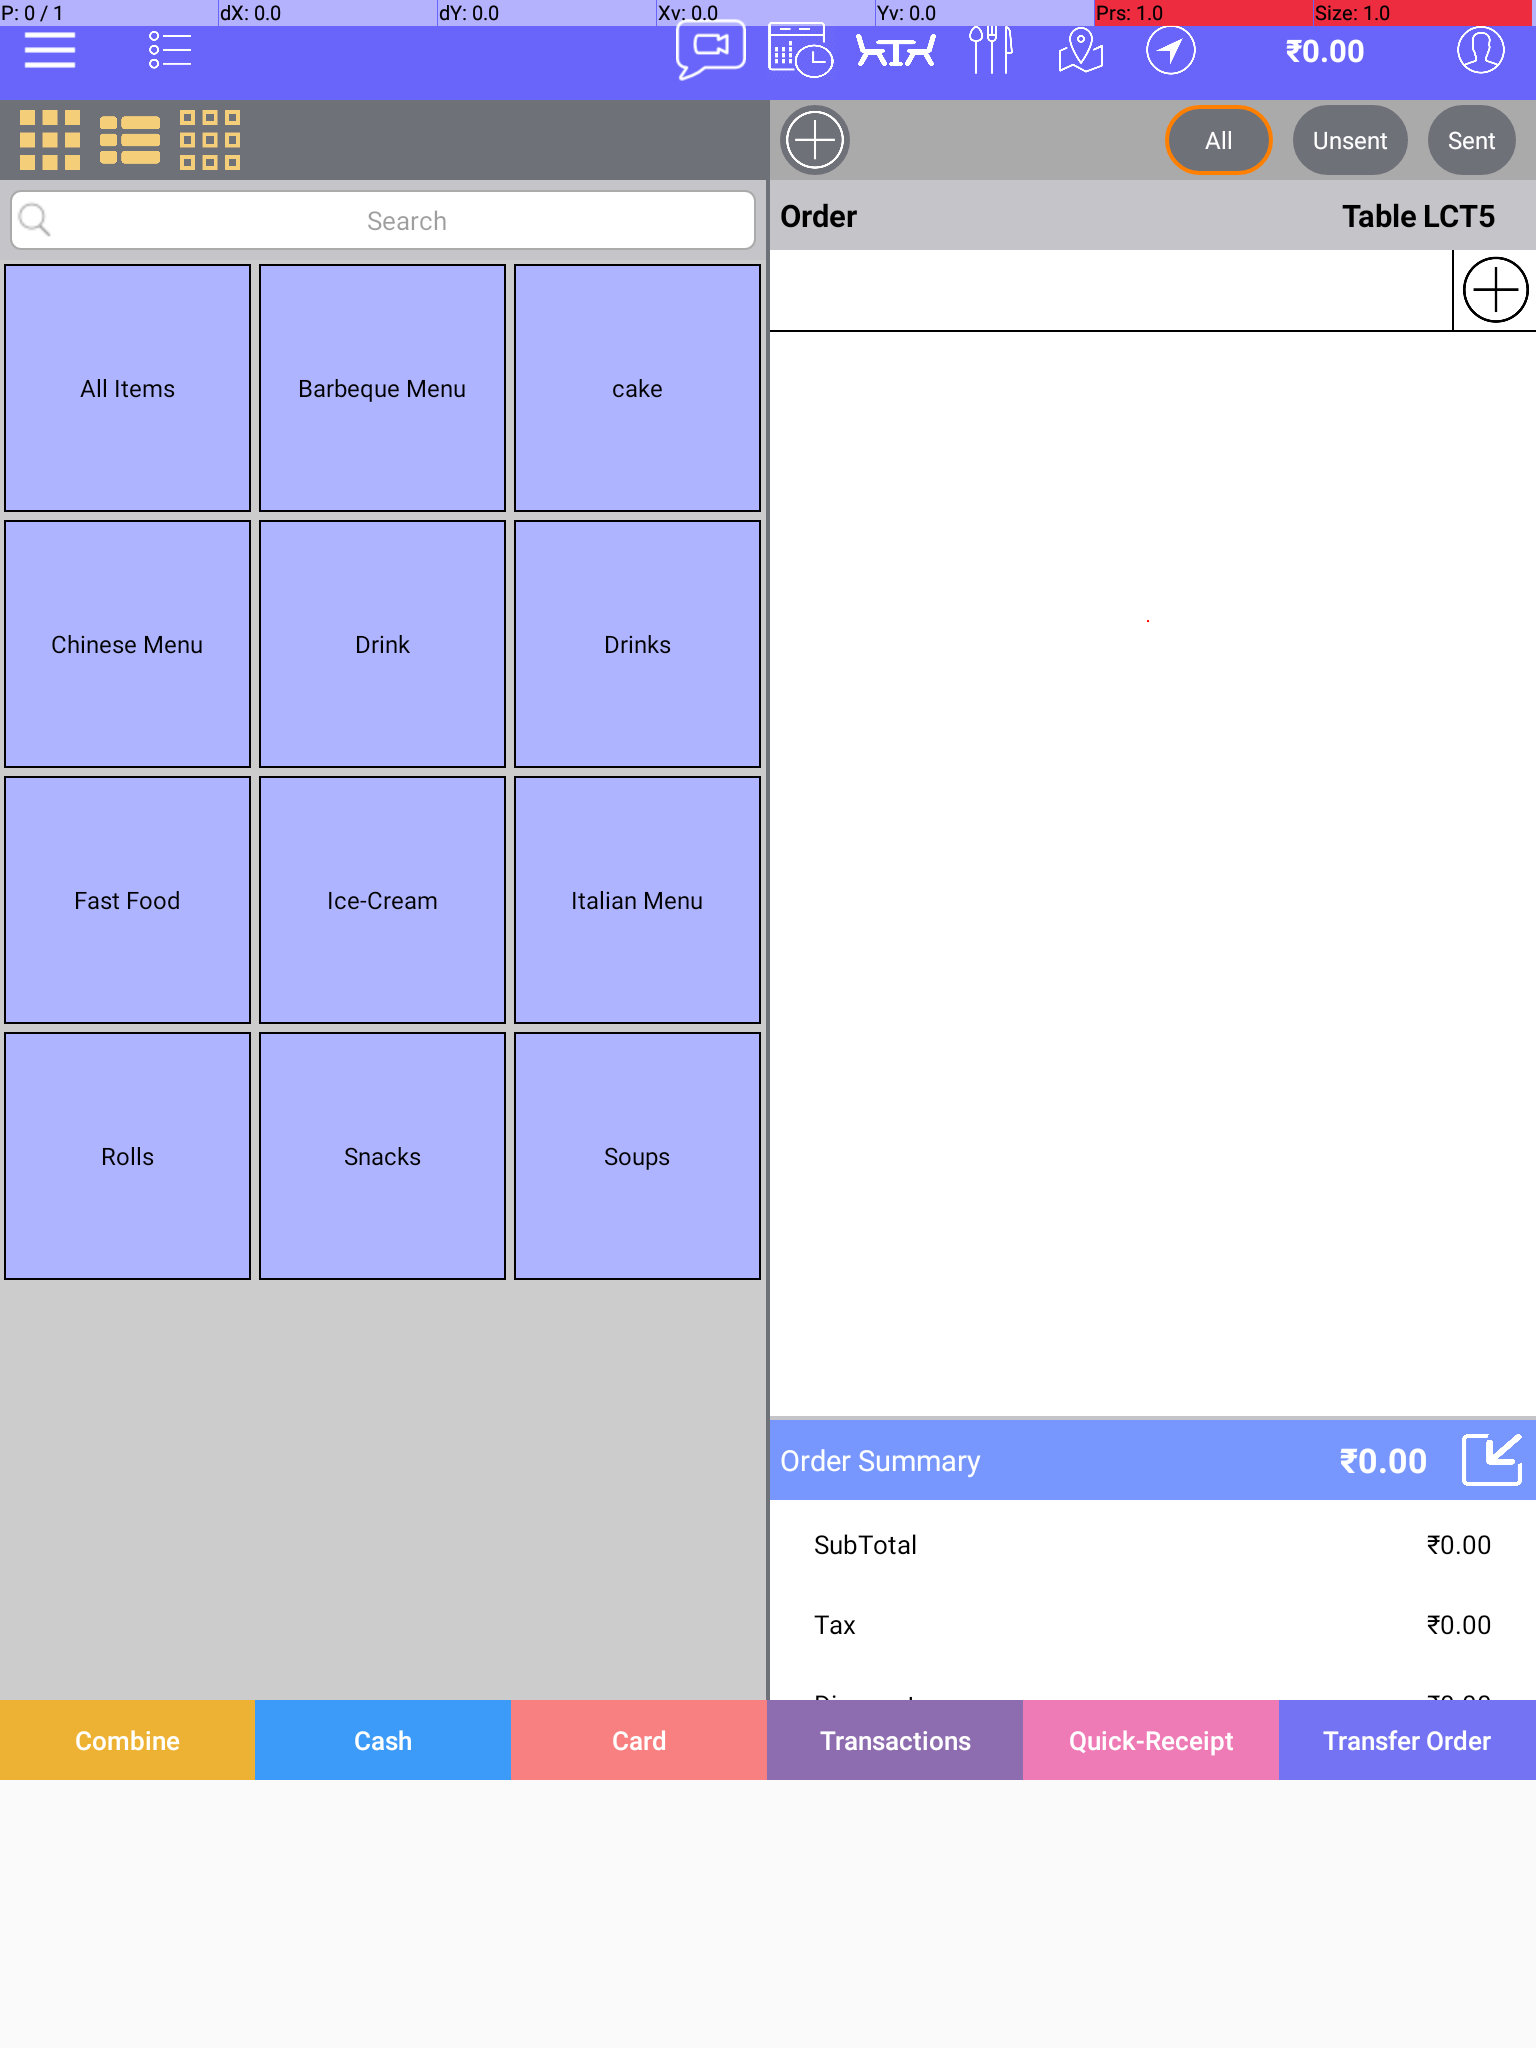 P: 0 / 1 dX: 0.0 dY: 0.0 Xv: 0.0 Yv: 0.0 Prs: 1.0 Size: 1.0
₹0.00
All Unsent Sent
Search
Order Table LCT5
All Items Barbeque Menu cake
Chinese Menu Drink Drinks
Fast Food Ice-Cream Italian Menu
Rolls Snacks Soups
Order Summary ₹0.00
SubTotal ₹0.00
Tax ₹0.00
Combine Cash Card Transactions Quick-Receipt Transfer Order